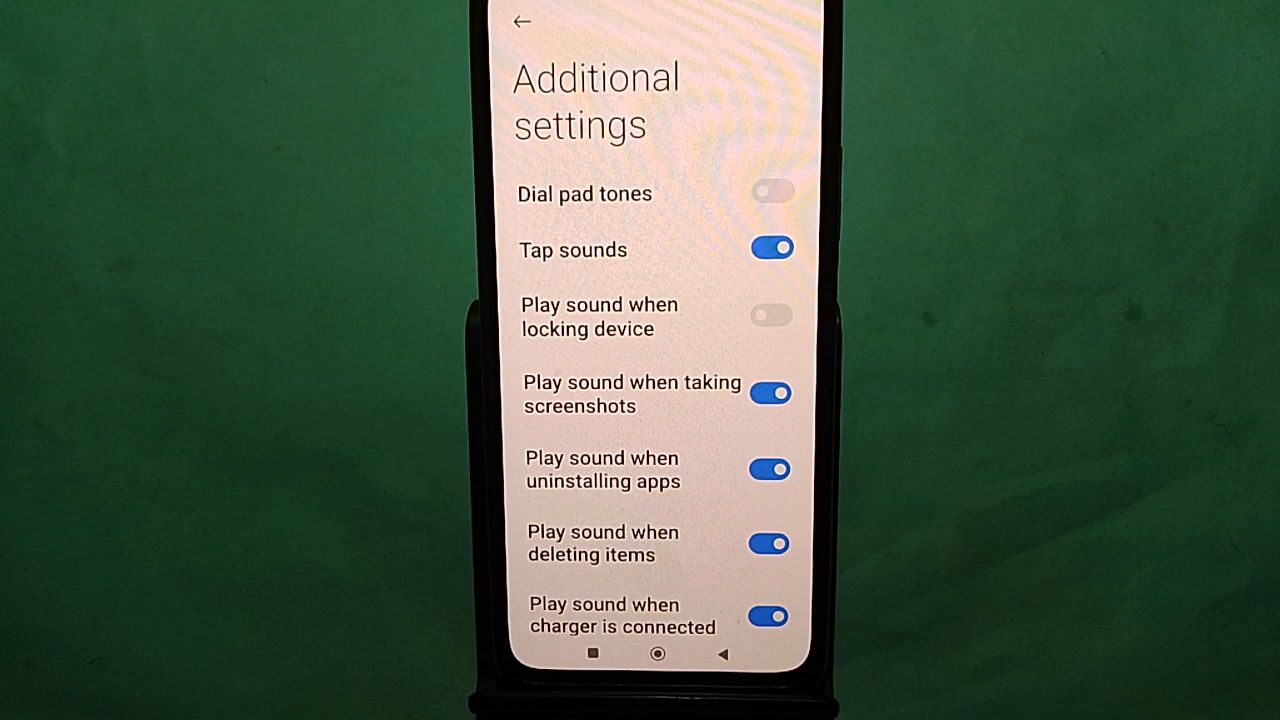 Additional
settings
Dial pad tones
Tap sounds
Play sound when
locking device
Play sound when taking
screenshots
Play sound when
uninstalling apps
Play sound when
deleting items
Play sound when
charger is connected